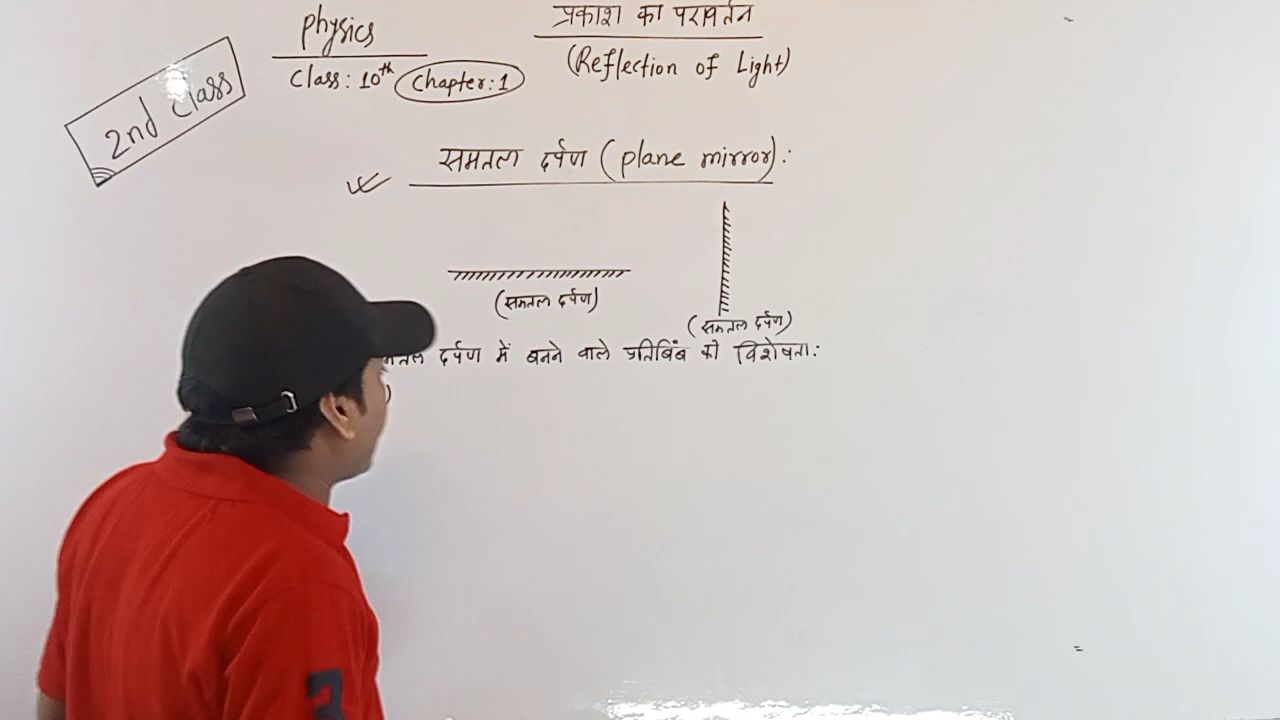 Physics
Class: 10th Chapter: 1
2nd Class
प्रकाश का परावर्तन
(Reflection of Light)
समतल दर्पण (plane mirror):
(समतल दर्पण)
(समतल दर्पण)
दर्पण में बनने वाले प्रतिबिंब की विशेषता:
3